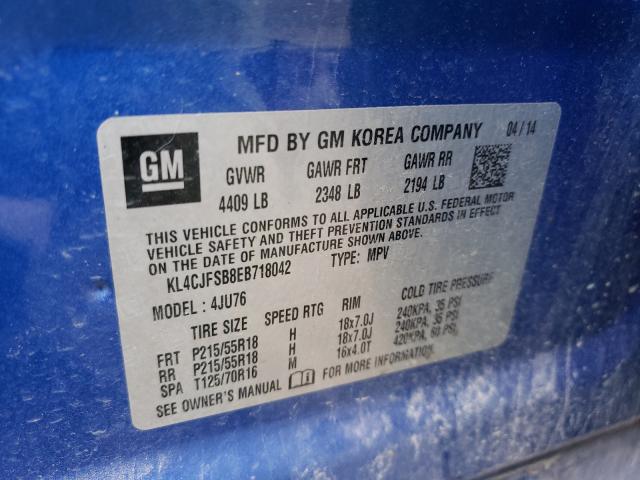 GM
MFD BY GM KOREA COMPANY 04/14
GVWR GAWR FRT GAWR RR
4409 LB 2348 LB 2194 LB
THIS VEHICLE CONFORMS TO ALL APPLICABLE U.S. FEDERAL MOTOR
VEHICLE SAFETY AND THEFT PREVENTION STANDARDS IN EFFECT
ON THE DATE OF MANUFACTURE SHOWN ABOVE.
KL4CJFSB8EB718042 TYPE: MPV
MODEL: 4JU76
TIRE SIZE SPEED RTG RIM COLD TIRE PRESSURE
FRT P215/55R18 H 18x7.0J 240KPA, 35 PSI
RR P215/55R18 H 18x7.0J 240KPA, 35 PSI
SPA T125/70R16 M 16x4.0T 420KPA, 60 PSI
SEE OWNER'S MANUAL FOR MORE INFORMATION